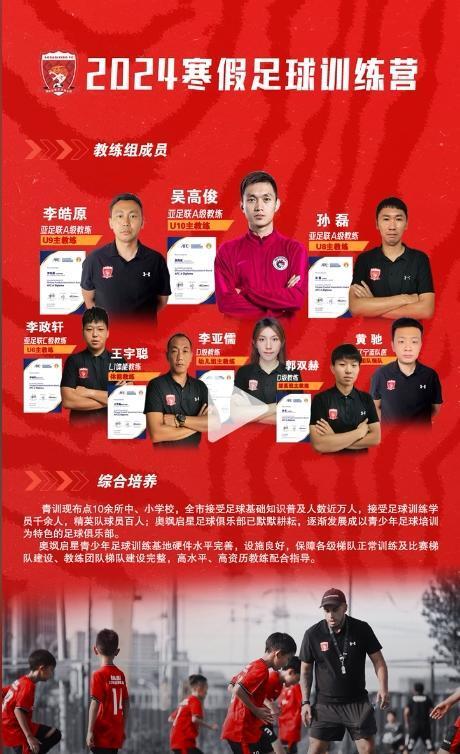 2024寒假足球训练营
教练组成员
李皓原
亚足联A级教练
U9主教练
吴高俊
亚足联A级教练
U10主教练
孙磊
亚足联A级教练
U8主教练
李政轩
亚足联C级教练
U6主教练
王宇聪
体能教练
李亚儒
D级教练
幼儿班主教练
郭双赫
D级教练
黄驰
综合培养
青训现布点10余所中、小学校，全市接受足球基础知识普及人数近万人，接受足球训练学
员千余人，精英队球员百人；奥飒启星足球俱乐部已默默耕耘，逐渐发展成以青少年足球培训
为特色的足球俱乐部。
奥飒启星青少年足球训练基地硬件水平完善，设施良好，保障各级梯队正常训练及比赛梯
队建设、教练团队梯队建设完整，高水平、高资历教练配合指导。
14